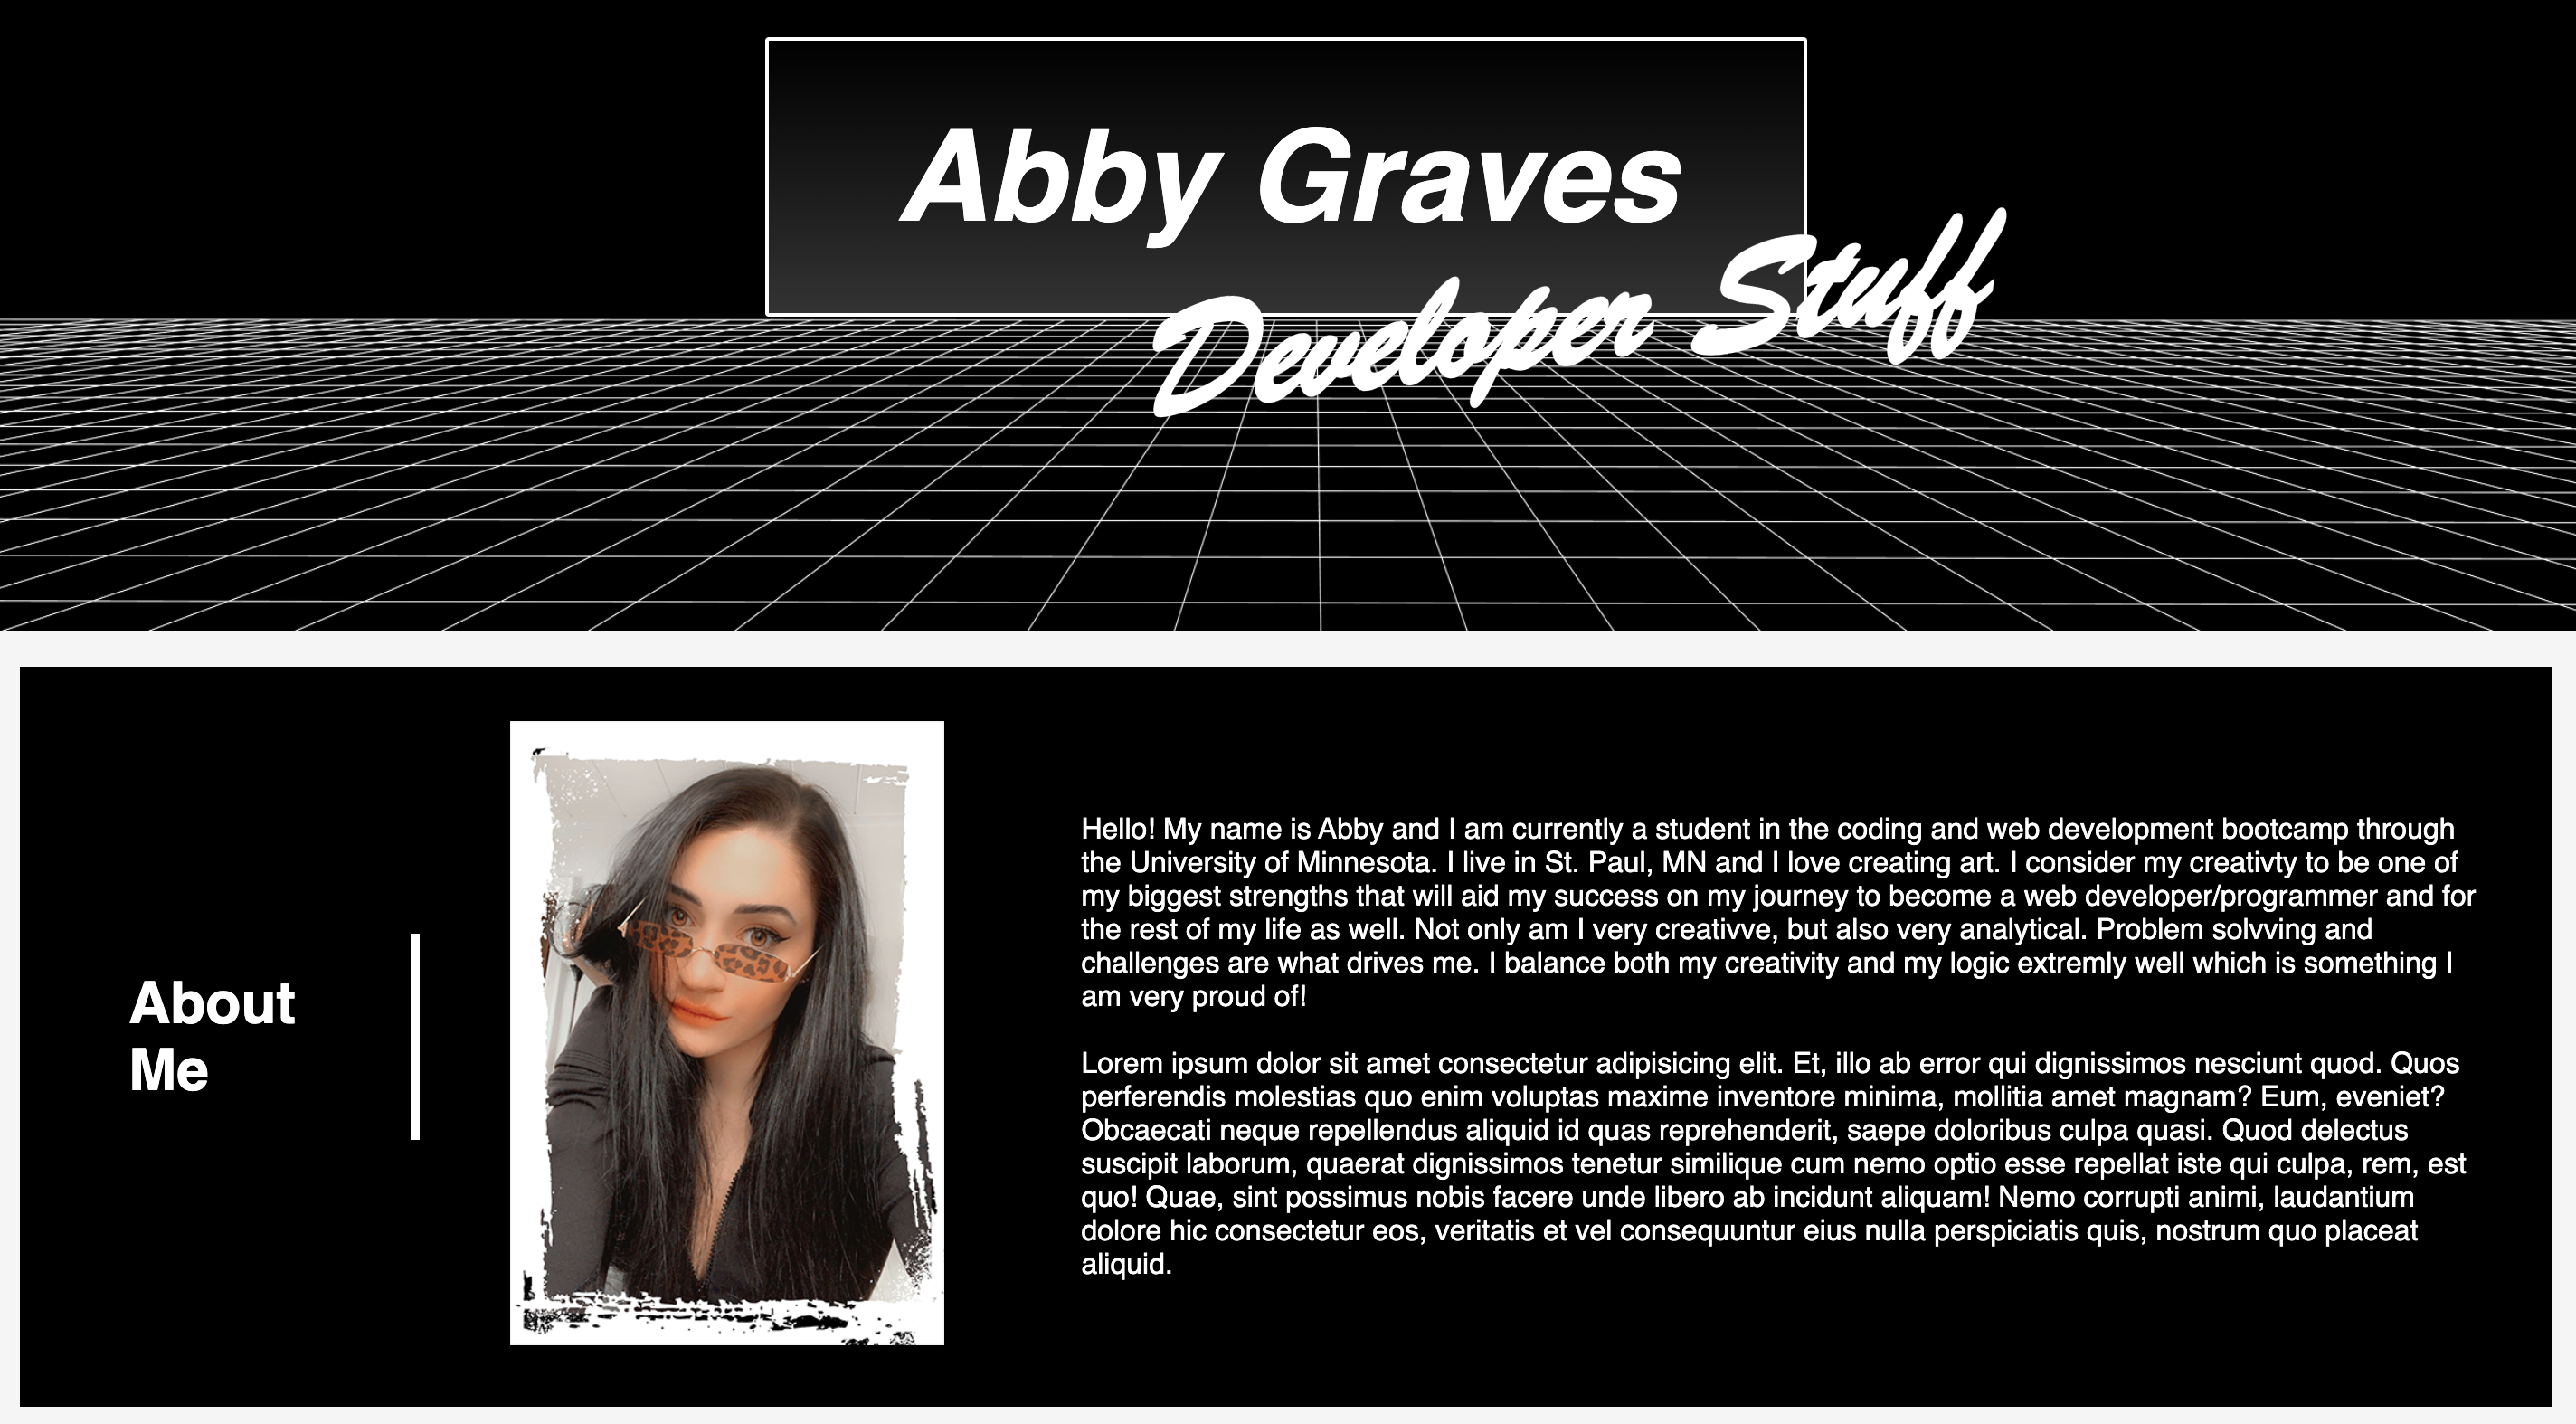 Abby Graves
Developer Stuff
About
Me
Hello! My name is Abby and I am currently a student in the coding and web development bootcamp through
the University of Minnesota. I live in St. Paul, MN and I love creating art. I consider my creativty to be one of
my biggest strengths that will aid my success on my journey to become a web developer/programmer and for
the rest of my life as well. Not only am I very creativve, but also very analytical. Problem solvving and
challenges are what drives me. I balance both my creativity and my logic extremly well which is something I
am very proud of!
Lorem ipsum dolor sit amet consectetur adipisicing elit. Et, illo ab error qui dignissimos nesciunt quod. Quos
perferendis molestias quo enim voluptas maxime inventore minima, mollitia amet magnam? Eum, eveniet?
Obcaecati neque repellendus aliquid id quas reprehenderit, saepe doloribus culpa quasi. Quod delectus
suscipit laborum, quaerat dignissimos tenetur similique cum nemo optio esse repellat iste qui culpa, rem, est
quo! Quae, sint possimus nobis facere unde libero ab incidunt aliquam! Nemo corrupti animi, laudantium
dolore hic consectetur eos, veritatis et vel consequuntur eius nulla perspiciatis quis, nostrum quo placeat
aliquid.